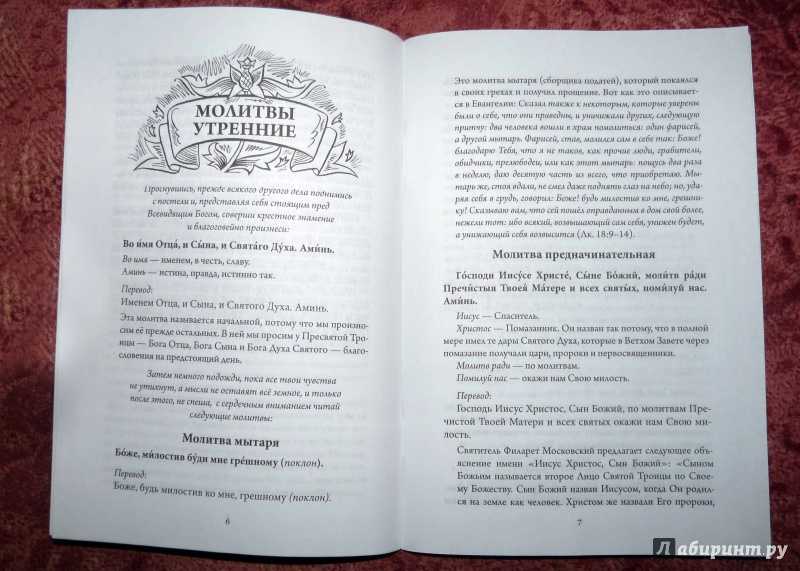 МОЛИТВЫ
УТРЕННИЕ
Проснувшись, прежде всякого другого дела поднимись
с постели и, представляя себя стоящим пред
Всевидящим Богом, соверши крестное знамение
и благоговейно произнеси:
Во и́мя Отца́, и Сы́на, и Свята́го Ду́ха. Ами́нь.
Во имя — именем, в честь, славу.
Аминь — истина, правда, истинно так.
Перевод:
Именем Отца, и Сына, и Святого Духа. Аминь.
Эта молитва называется начальной, потому что мы произно-
сим её прежде остальных. В ней мы просим у Пресвятой Трои-
цы — Бога Отца, Бога Сына и Бога Духа Святого — благо-
словения на предстоящий день.
Затем немного подожди, пока все твои чувства
не утихнут, а мысли не оставят всё земное, и только
после этого, не спеша, с сердечным вниманием читай
следующие молитвы:
Молитва мытаря
Бо́же, ми́лостив бу́ди мне гре́шному (поклон).
Перевод:
Боже, будь милостив ко мне, грешному (поклон).
6
Это молитва мытаря (сборщика податей), который покаялся
в своих грехах и получил прощение. Вот как это описывает-
ся в Евангелии: Сказал также к некоторым, которые уверены
были о себе, что они праведны, и уничижали других, следующую
притчу: два человека вошли в храм помолиться: один фарисей,
а другой мытарь. Фарисей, став, молился сам в себе так: Боже!
благодарю Тебя, что я не таков, как прочие люди, грабители,
обидчики, прелюбодеи, или как этот мытарь: пощусь два раза
в неделю, даю десятую часть из всего, что приобретаю. Мы-
тарь же, стоя вдали, не смел даже поднять глаз на небо; но, уда-
ряя себя в грудь, говорил: Боже! будь милостив ко мне, грешни-
ку! Сказываю вам, что сей пошёл оправданным в дом свой более,
нежели тот: ибо всякий, возвышающий сам себя, унижен будет,
а унижающий себя возвысится (Лк. 18:9–14).
Молитва предначинательная
Го́споди Иису́се Христе́, Сы́не Бо́жий, моли́тв ра́ди
Пречи́стыя Твоея́ Ма́тере и всех святы́х, поми́луй нас.
Ами́нь.
Иисус — Спаситель.
Христос — Помазанник. Он назван так потому, что в полной
мере имел те дары Святого Духа, которые в Ветхом Завете через
помазание получали цари, пророки и первосвященники.
Молитв ради — по молитвам.
Помилуй нас — окажи нам Свою милость.
Перевод:
Господь Иисус Христос, Сын Божий, по молитвам Пре-
чистой Твоей Матери и всех святых окажи нам Свою ми-
лость.
Святитель Филарет Московский предлагает следующее объ-
яснение имени «Иисус Христос, Сын Божий»: «Сыном
Божьим называется второе Лицо Святой Троицы по Свое-
му Божеству. Сын Божий назван Иисусом, когда Он родил-
ся на земле как человек. Христом же назвали Его пророки,
7
Лабиринт.ру